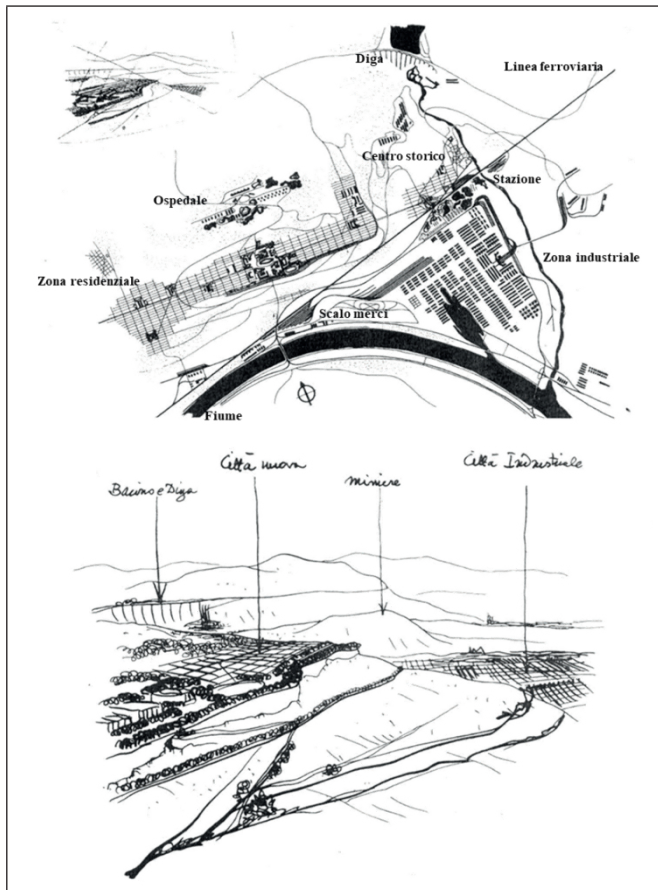 Diga
Linea ferroviaria
Centro storico
Stazione
Ospedale
Zona industriale
Zona residenziale
Scalo merci
Fiume
Città nuova
Città Industriale
Bacino e Diga
miniere